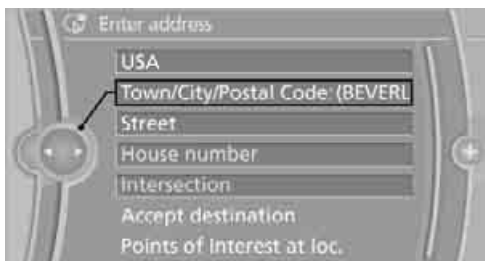 Enter address
USA
Town/City/Postal Code: (BEVERL
Street
House number
Intersection
Accept destination
Points of Interest at loc.